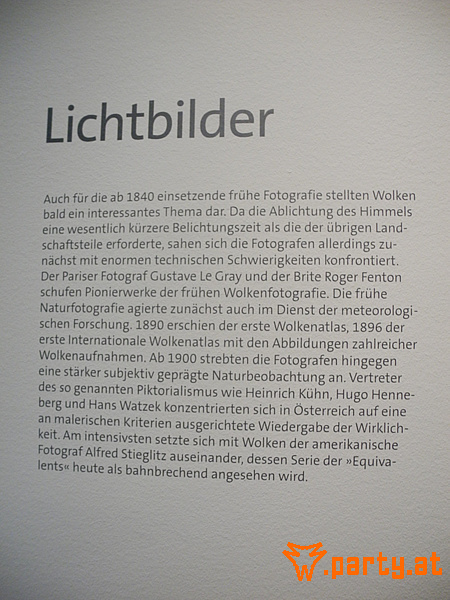 Lichtbilder
Auch für die ab 1840 einsetzende frühe Fotografie stellten Wolken
bald ein interessantes Thema dar. Da die Ablichtung des Himmels
eine wesentlich kürzere Belichtungszeit als die der übrigen Land-
schaftsteile erforderte, sahen sich die Fotografen allerdings zu-
nächst mit enormen technischen Schwierigkeiten konfrontiert.
Der Pariser Fotograf Gustave Le Gray und der Brite Roger Fenton
schufen Pionierwerke der frühen Wolkenfotografie. Die frühe
Naturfotografie agierte zunächst auch im Dienst der meteorologi-
schen Forschung. 1890 erschien der erste Wolkenatlas, 1896 der
erste Internationale Wolkenatlas mit den Abbildungen zahlreicher
Wolkenaufnahmen. Ab 1900 strebten die Fotografen hingegen
eine stärker subjektiv geprägte Naturbeobachtung an. Vertreter
des so genannten Piktorialismus wie Heinrich Kühn, Hugo Henne-
berg und Hans Watzek konzentrierten sich in Österreich auf eine
an malerischen Kriterien ausgerichtete Wiedergabe der Wirklich-
keit. Am intensivsten setzte sich mit Wolken der amerikanische
Fotograf Alfred Stieglitz auseinander, dessen Serie der »Equiva-
lents« heute als bahnbrechend angesehen wird.
w.party.at